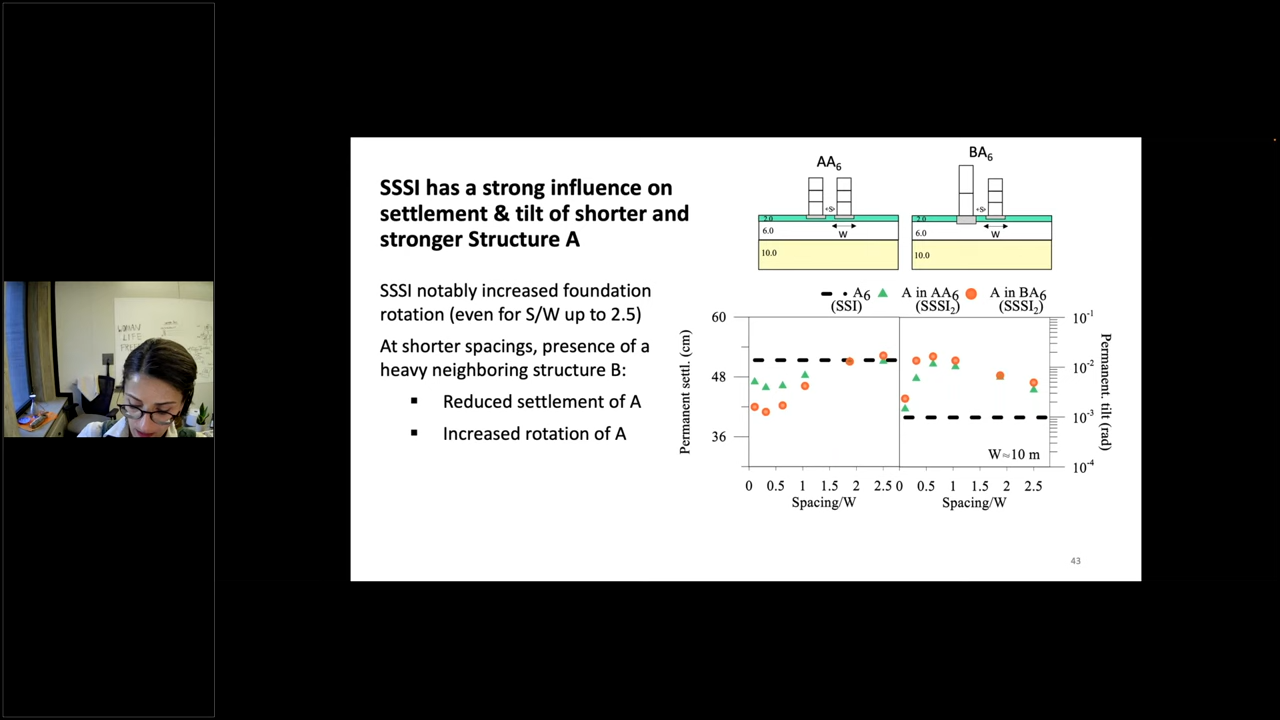 SSSI has a strong influence on
settlement & tilt of shorter and
stronger Structure A
SSSI notably increased foundation
rotation (even for S/W up to 2.5)
At shorter spacings, presence of a
heavy neighboring structure B:
▪ Reduced settlement of A
▪ Increased rotation of A
AA6
BA6
«S»
«S»
2.0
2.0
6.0
W
6.0
W
10.0
10.0
A6
(SSI)
A in AA6
(SSSI2)
A in BA6
(SSSI2)
Permanent settl. (cm)
60
48
36
0 0.5 1 1.5 2 2.5
Spacing/W
0 0.5 1 1.5 2 2.5
Spacing/W
W≈10 m
10-1
10-2
10-3
10-4
Permanent. tilt (rad)
43
WOMAN
LIFE